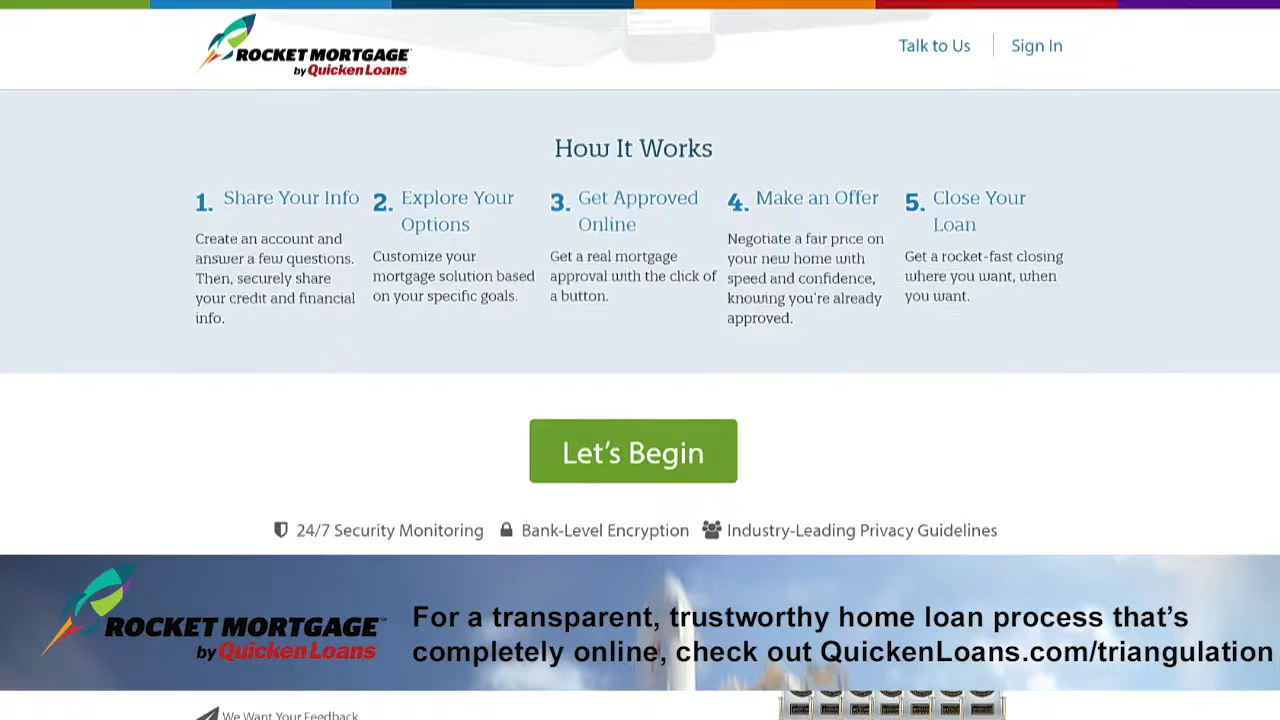 ROCKET MORTGAGE
by Quicken Loans
Talk to Us
Sign In
How It Works
1. Share Your Info
Create an account and
answer a few questions.
Then, securely share
your credit and financial
info.
2. Explore Your
Options
Customize your
mortgage solution based
on your specific goals.
3. Get Approved
Online
Get a real mortgage
approval with the click of
a button.
4. Make an Offer
Negotiate a fair price on
your new home with
speed and confidence,
knowing you're already
approved.
5. Close Your
Loan
Get a rocket-fast closing
where you want, when
you want.
Let's Begin
24/7 Security Monitoring
Bank-Level Encryption
Industry-Leading Privacy Guidelines
ROCKET MORTGAGE
by Quicken Loans
For a transparent, trustworthy home loan process that's
completely online, check out QuickenLoans.com/triangulation
We Want Your Feedback